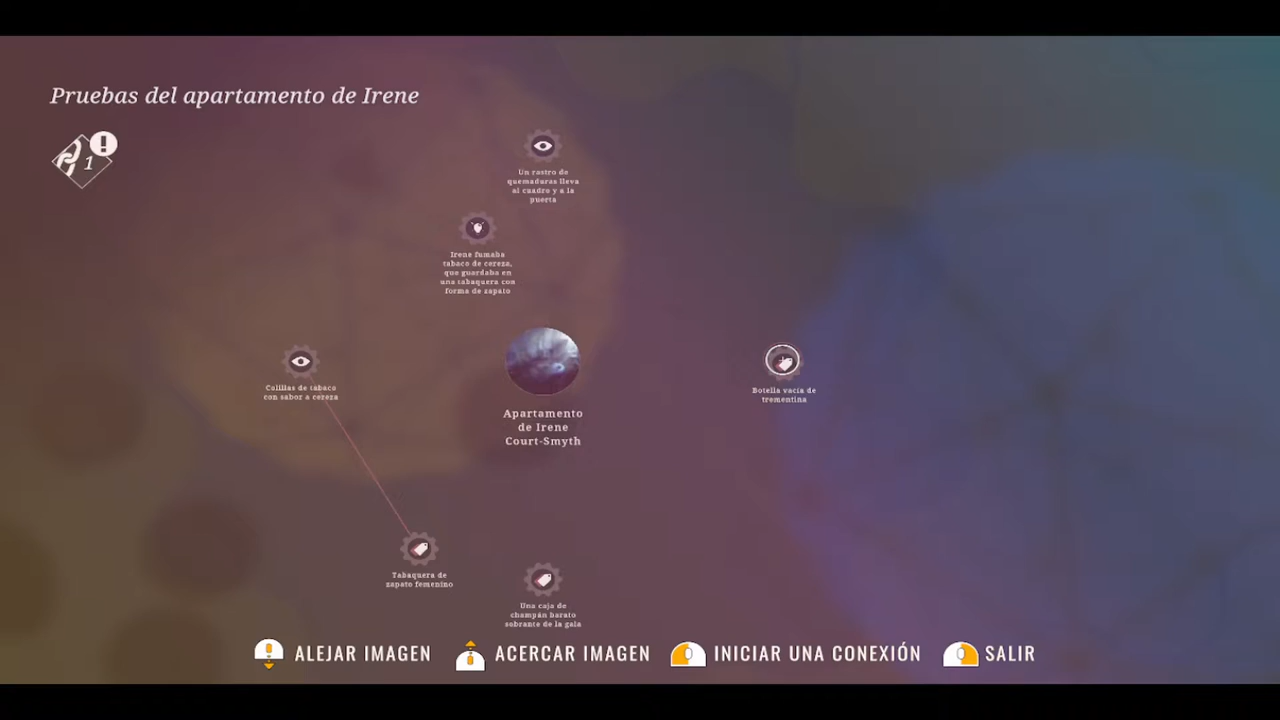 Pruebas del apartamento de Irene
1
Un rastro de
quemaduras lleva
al cuadro y a la
puerta
Irene fumaba
tabaco de cereza,
que guardaba en
una tabaquera con
forma de zapato
Colillas de tabaco
con sabor a cereza
Apartamento
de Irene
Court-Smyth
Botella vacía de
trementina
Tabaquera de
zapato femenino
Una caja de
champán barato
sobrante de la gala
ALEJAR IMAGEN
ACERCAR IMAGEN
INICIAR UNA CONEXIÓN
SALIR